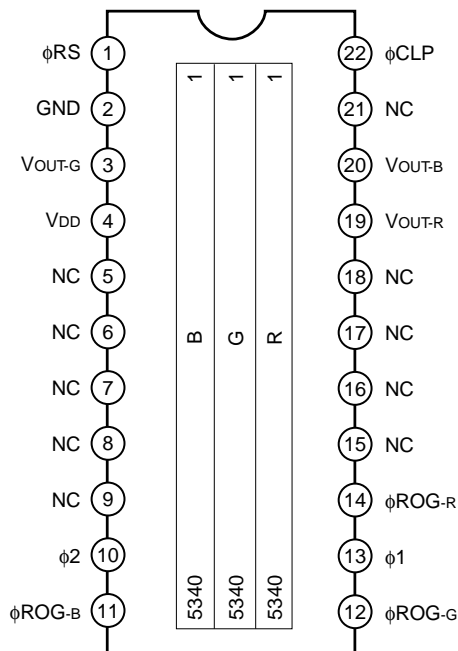 φRS 1 1 1 1 22 φCLP
GND 2 21 NC
VOUT-G 3 20 VOUT-B
VDD 4 19 VOUT-R
NC 5 18 NC
NC 6 B G R 17 NC
NC 7 16 NC
NC 8 15 NC
NC 9 14 φROG-R
φ2 10 13 φ1
φROG-B 11 5340 5340 5340 12 φROG-G